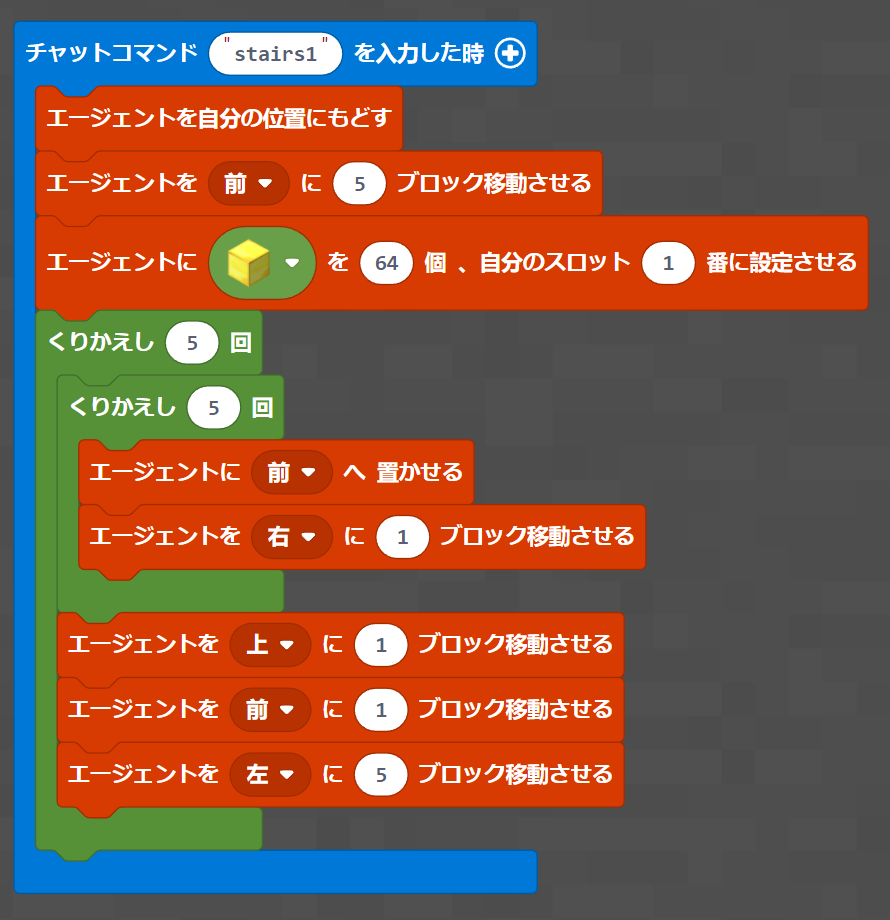 チャットコマンド "stairs1" を入力した時
エージェントを自分の位置にもどす
エージェントを 前 に 5 ブロック移動させる
エージェントに を 64 個 、自分のスロット 1 番に設定させる
くりかえし 5 回
くりかえし 5 回
エージェントに 前 へ 置かせる
エージェントを 右 に 1 ブロック移動させる
エージェントを 上 に 1 ブロック移動させる
エージェントを 前 に 1 ブロック移動させる
エージェントを 左 に 5 ブロック移動させる